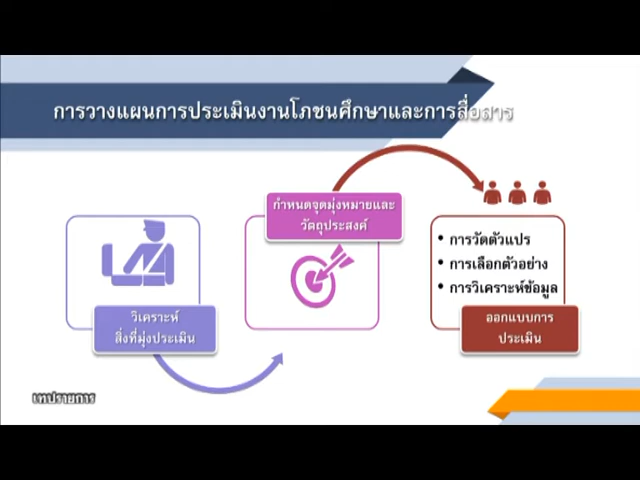 การวางแผนการประเมินงานโภชนศึกษาและการสื่อสาร
กำหนดจุดมุ่งหมายและ
วัตถุประสงค์
• การวัดตัวแปร
• การเลือกตัวอย่าง
• การวิเคราะห์ข้อมูล
วิเคราะห์
สิ่งที่มุ่งประเมิน
ออกแบบการ
ประเมิน
เทปรายการ